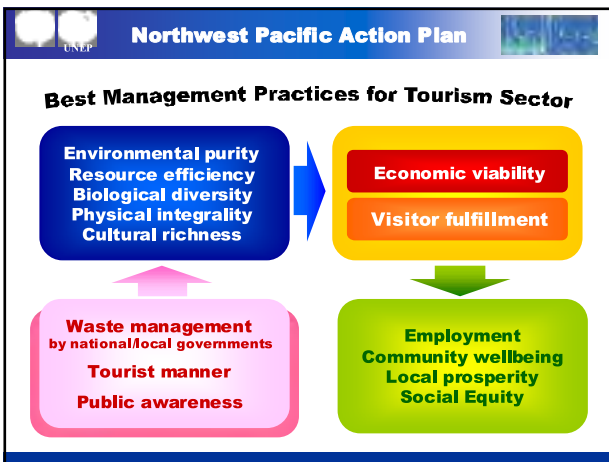 UNEP
Northwest Pacific Action Plan
Best Management Practices for Tourism Sector
Environmental purity
Resource efficiency
Biological diversity
Physical integrality
Cultural richness
Economic viability
Visitor fulfillment
Waste management
by national/local governments
Tourist manner
Public awareness
Employment
Community wellbeing
Local prosperity
Social Equity